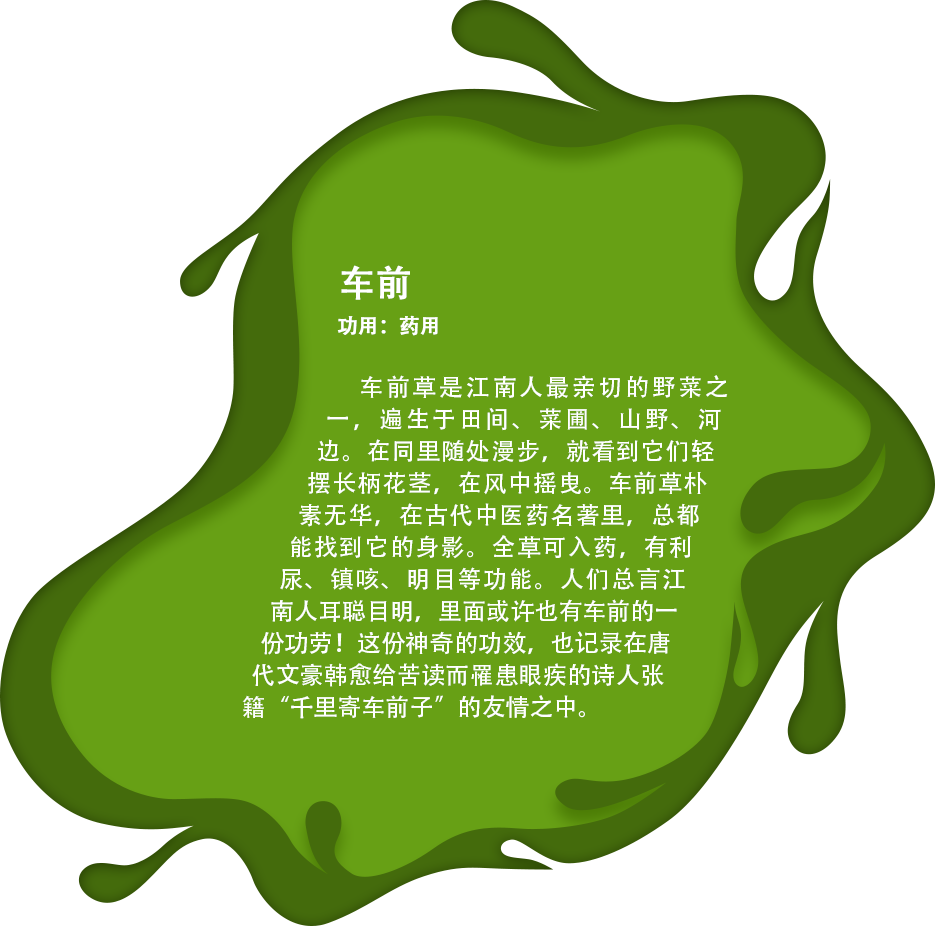 车前
功用：药用
车前草是江南人最亲切的野菜之
一，遍生于田间、菜圃、山野、河
边。在同里随处漫步，就看到它们轻
摆长柄花茎，在风中摇曳。车前草朴
素无华，在古代中医药名著里，总都
能找到它的身影。全草可入药，有利
尿、镇咳、明目等功能。人们总言江
南人耳聪目明，里面或许也有车前的一
份功劳！这份神奇的功效，也记录在唐
代文豪韩愈给苦读而罹患眼疾的诗人张
籍“千里寄车前子”的友情之中。